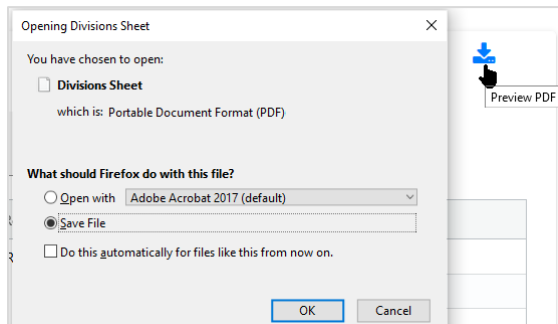 Opening Divisions Sheet
You have chosen to open:
Divisions Sheet
which is: Portable Document Format (PDF)
Preview PDF
What should Firefox do with this file?
Open with Adobe Acrobat 2017 (default)
Save File
Do this automatically for files like this from now on.
OK Cancel